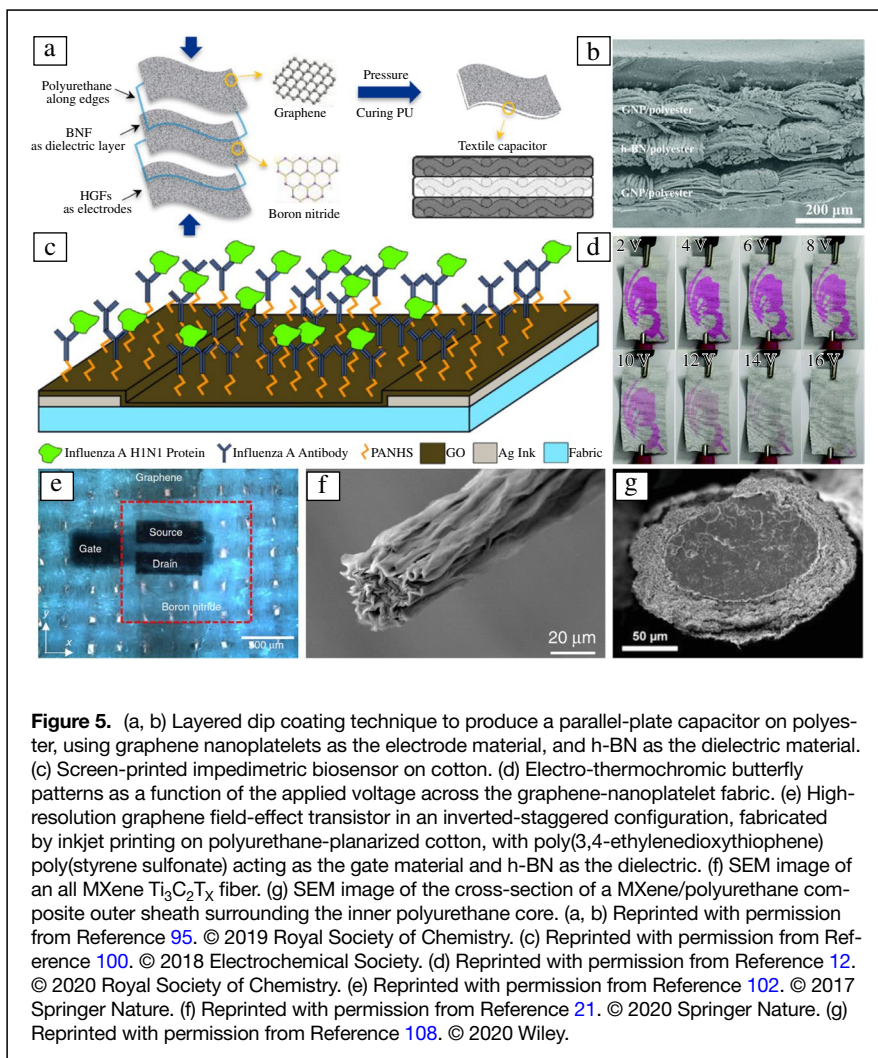 a
Polyurethane
along edges
BNF
as dielectric layer
HGFs
as electrodes
Graphene
Boron nitride
Pressure
Curing PU
Textile capacitor
b
GNP/polyester
h-BN/polyester
GNP/polyester
200 μm
c
Influenza A H1N1 Protein Influenza A Antibody PANHS GO Ag Ink Fabric
d
2 V 4 V 6 V 8 V
10 V 12 V 14 V 16 V
e
Graphene
Source
Gate
Drain
Boron nitride
y
x
500 μm
f
20 μm
g
50 μm
Figure 5. (a, b) Layered dip coating technique to produce a parallel-plate capacitor on polyes-
ter, using graphene nanoplatelets as the electrode material, and h-BN as the dielectric material.
(c) Screen-printed impedimetric biosensor on cotton. (d) Electro-thermochromic butterfly
patterns as a function of the applied voltage across the graphene-nanoplatelet fabric. (e) High-
resolution graphene field-effect transistor in an inverted-staggered configuration, fabricated
by inkjet printing on polyurethane-planarized cotton, with poly(3,4-ethylenedioxythiophene)
poly(styrene sulfonate) acting as the gate material and h-BN as the dielectric. (f) SEM image of
an all MXene Ti₃C₂Tₓ fiber. (g) SEM image of the cross-section of a MXene/polyurethane com-
posite outer sheath surrounding the inner polyurethane core. (a, b) Reprinted with permission
from Reference 95. © 2019 Royal Society of Chemistry. (c) Reprinted with permission from Ref-
erence 100. © 2018 Electrochemical Society. (d) Reprinted with permission from Reference 12.
© 2020 Royal Society of Chemistry. (e) Reprinted with permission from Reference 102. © 2017
Springer Nature. (f) Reprinted with permission from Reference 21. © 2020 Springer Nature. (g)
Reprinted with permission from Reference 108. © 2020 Wiley.